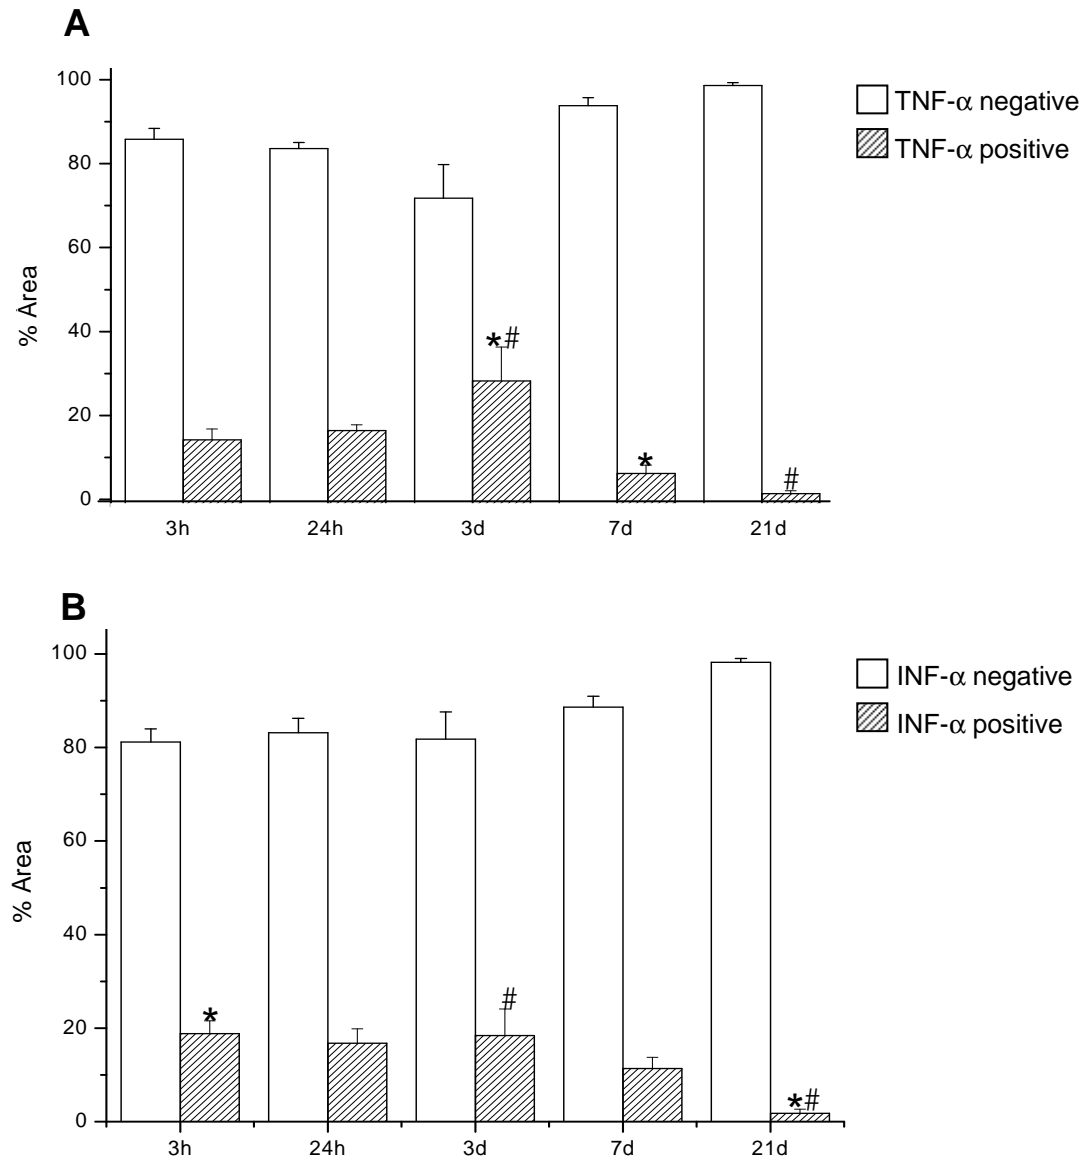 A
100
80
60
40
20
0
% Area
*#
*
#
3h 24h 3d 7d 21d
TNF-α negative
TNF-α positive
B
100
80
60
40
20
0
% Area
*
#
*#
3h 24h 3d 7d 21d
INF-α negative
INF-α positive